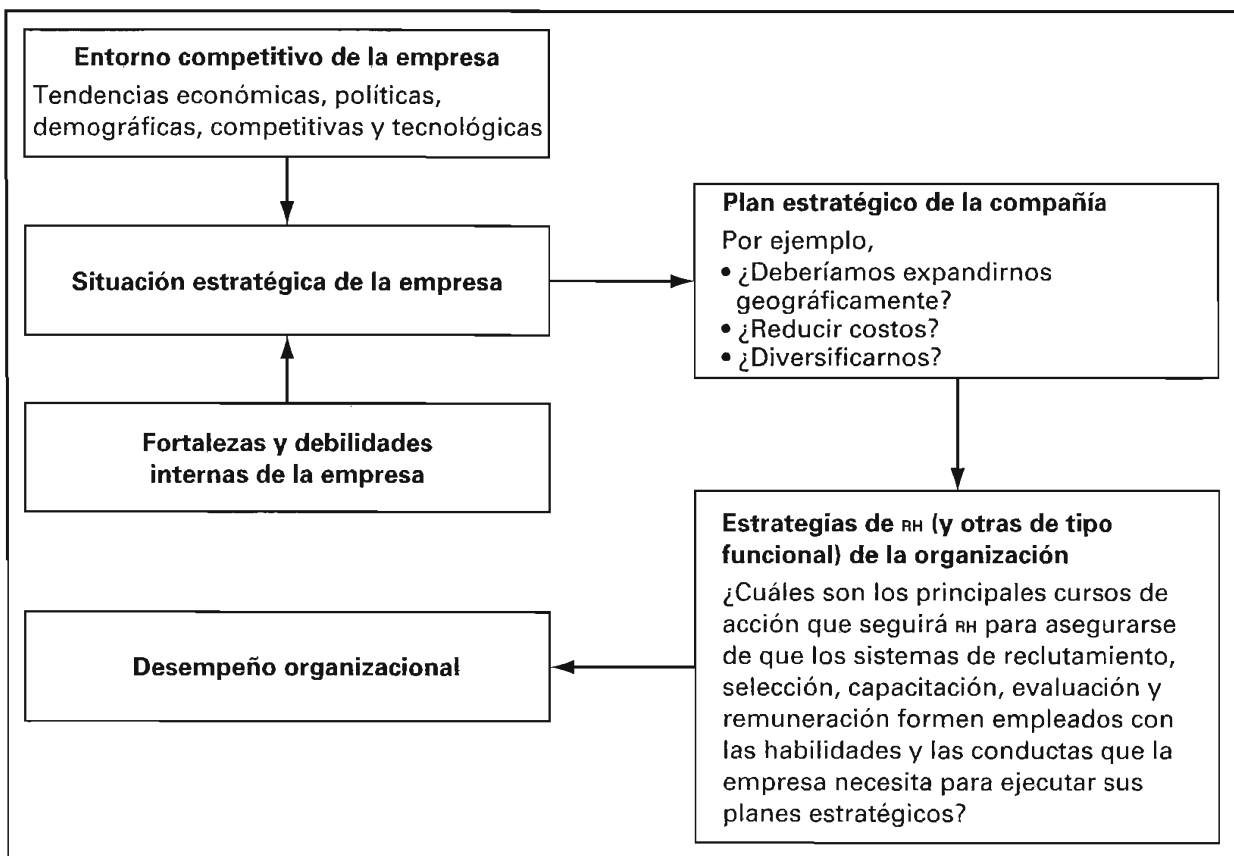 Entorno competitivo de la empresa
Tendencias económicas, políticas,
demográficas, competitivas y tecnológicas
Situación estratégica de la empresa
Fortalezas y debilidades
internas de la empresa
Plan estratégico de la compañía
Por ejemplo,
• ¿Deberíamos expandirnos
geográficamente?
• ¿Reducir costos?
• ¿Diversificarnos?
Estrategias de RH (y otras de tipo
funcional) de la organización
¿Cuáles son los principales cursos de
acción que seguirá RH para asegurarse
de que los sistemas de reclutamiento,
selección, capacitación, evaluación y
remuneración formen empleados con
las habilidades y las conductas que la
empresa necesita para ejecutar sus
planes estratégicos?
Desempeño organizacional